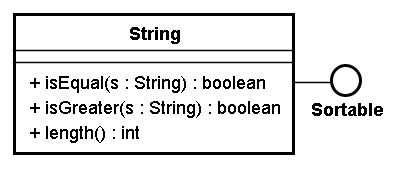 String
+ isEqual(s : String) : boolean
+ isGreater(s : String) : boolean
+ length() : int
Sortable